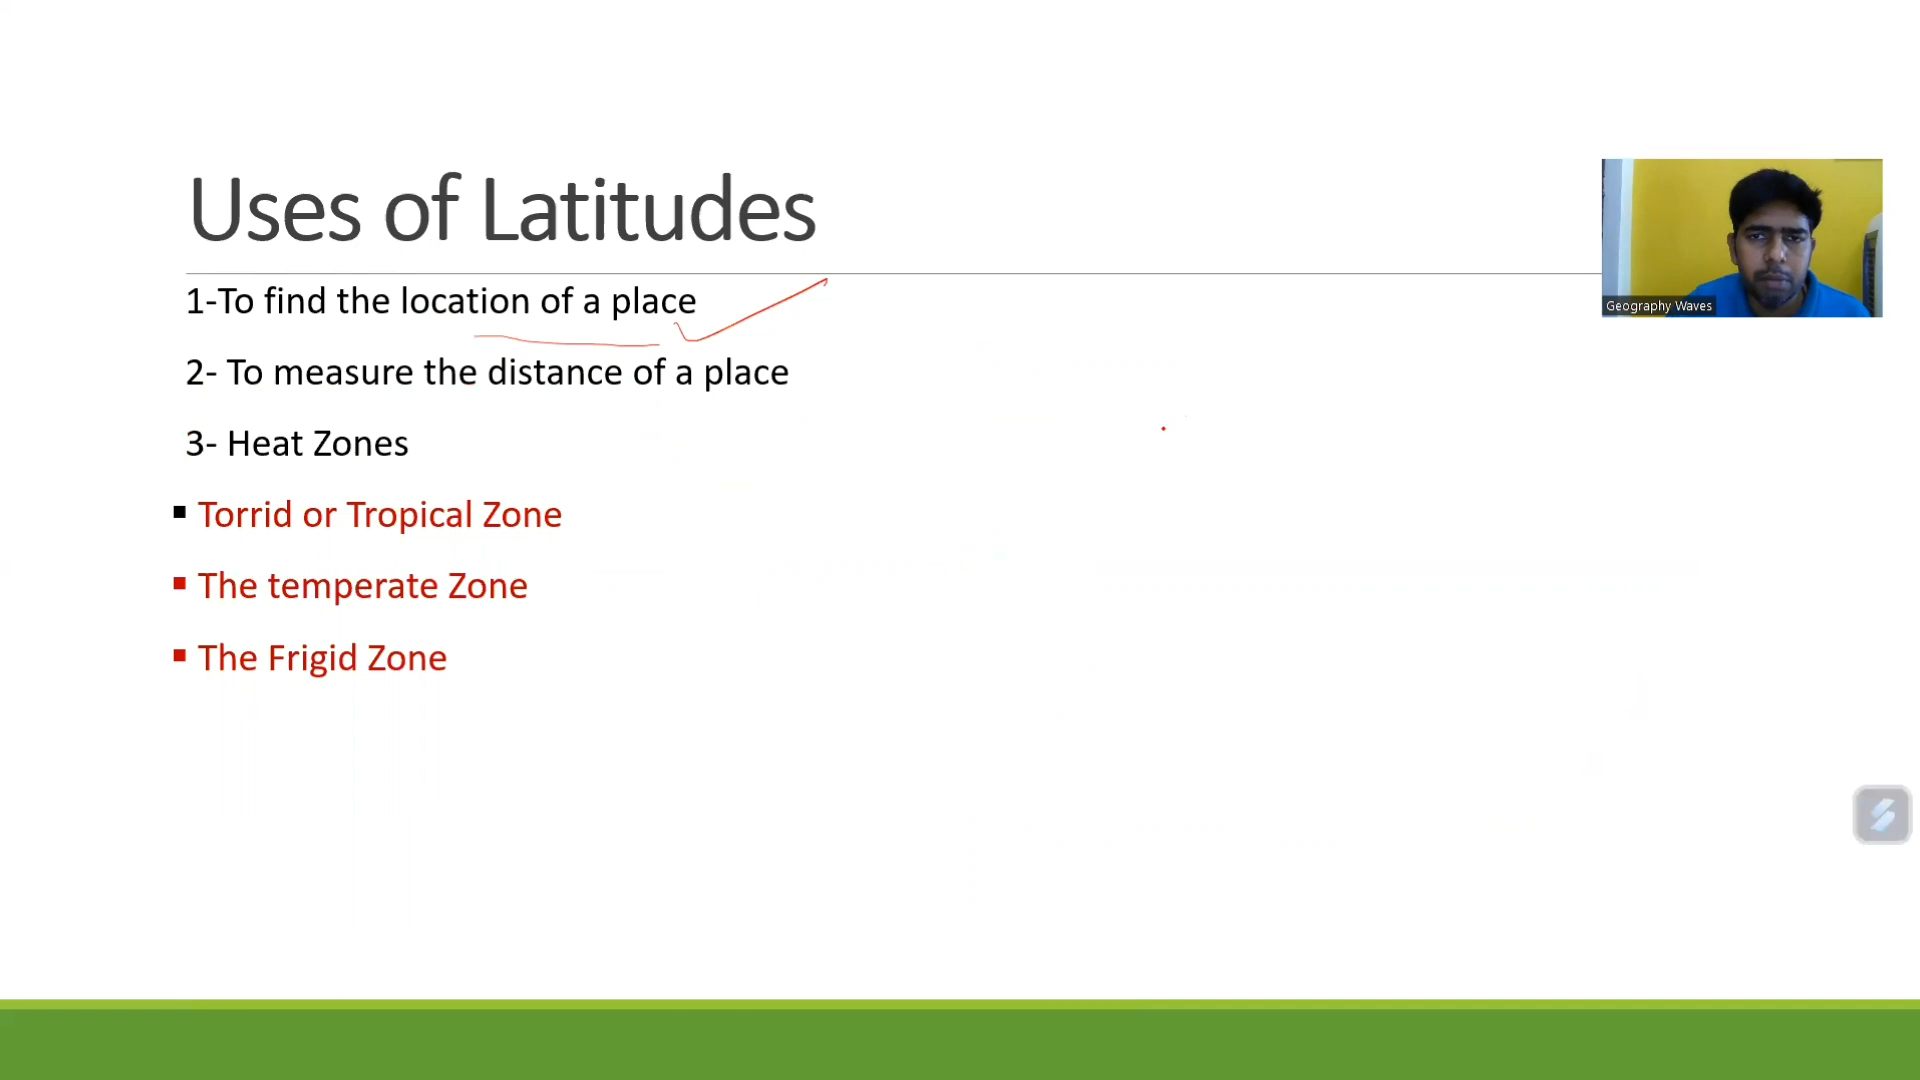 Uses of Latitudes
1-To find the location of a place
2- To measure the distance of a place
3- Heat Zones
▪ Torrid or Tropical Zone
▪ The temperate Zone
▪ The Frigid Zone
Geography Waves